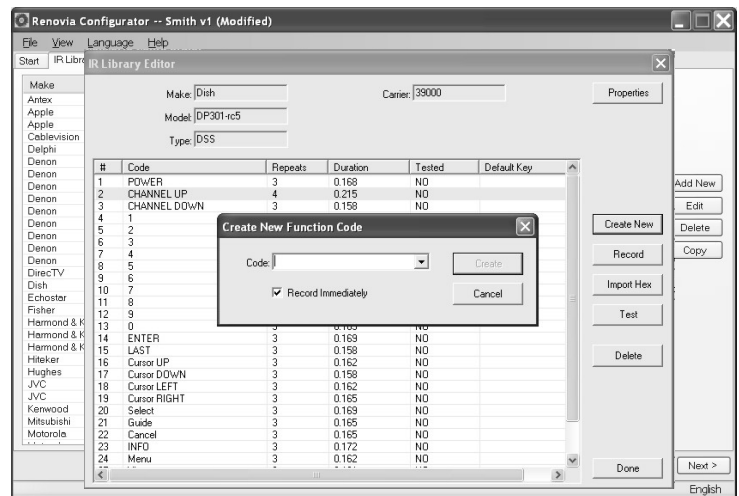 Renovia Configurator -- Smith v1 (Modified)
File View Language Help
Start IR Libra
IR Library Editor
Make
Antex
Apple
Apple
Cablevision
Delphi
Denon
Denon
Denon
Denon
Denon
Denon
Denon
Denon
DirecTV
Dish
Echostar
Fisher
Harmond & K
Harmond & K
Harmond & K
Hiteker
Hughes
JVC
JVC
Kenwood
Mitsubishi
Motorola
Make: Dish
Carrier: 39000
Properties
Model: DP301-rc5
Type: DSS
# Code Repeats Duration Tested Default Key
1 POWER 3 0.168 NO
2 CHANNEL UP 4 0.215 NO
3 CHANNEL DOWN 3 0.158 NO
4 1
5 2
6 3
7 4
8 5
9 6
10 7
11 8
12 9
13 0
14 ENTER 3 0.169 NO
15 LAST 3 0.158 NO
16 Cursor UP 3 0.162 NO
17 Cursor DOWN 3 0.158 NO
18 Cursor LEFT 3 0.162 NO
19 Cursor RIGHT 3 0.165 NO
20 Select 3 0.169 NO
21 Guide 3 0.165 NO
22 Cancel 3 0.165 NO
23 INFO 3 0.172 NO
24 Menu 3 0.162 NO
Create New Function Code
Code:
Create
Record Immediately
Cancel
Create New
Record
Import Hex
Test
Delete
Done
Add New
Edit
Delete
Copy
Next >
English